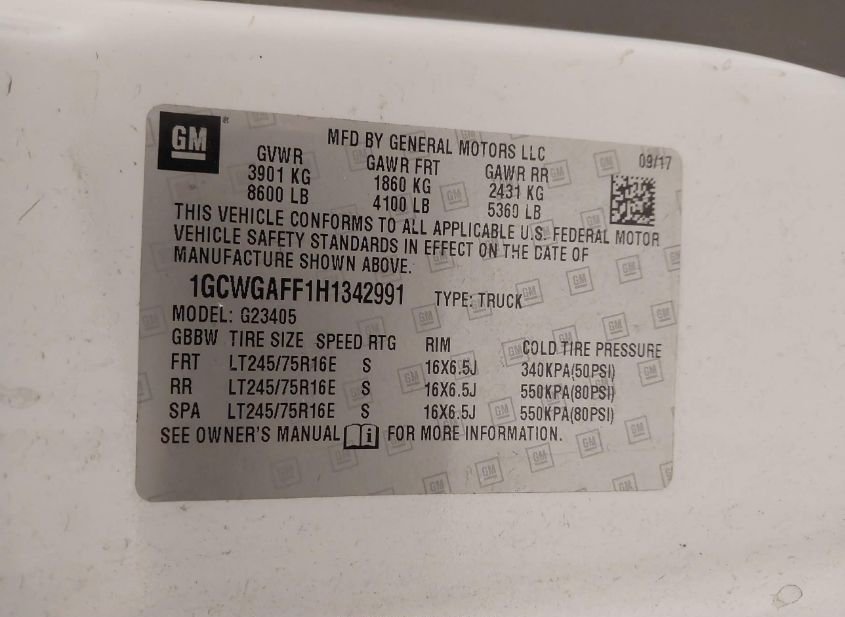 GM
MFD BY GENERAL MOTORS LLC 09/17
GVWR GAWR FRT GAWR RR
3901 KG 1860 KG 2431 KG
8600 LB 4100 LB 5360 LB
THIS VEHICLE CONFORMS TO ALL APPLICABLE U.S. FEDERAL MOTOR
VEHICLE SAFETY STANDARDS IN EFFECT ON THE DATE OF
MANUFACTURE SHOWN ABOVE.
1GCWGAFF1H1342991 TYPE: TRUCK
MODEL: G23405
GBBW TIRE SIZE SPEED RTG RIM COLD TIRE PRESSURE
FRT LT245/75R16E S 16X6.5J 340KPA(50PSI)
RR LT245/75R16E S 16X6.5J 550KPA(80PSI)
SPA LT245/75R16E S 16X6.5J 550KPA(80PSI)
SEE OWNER'S MANUAL i FOR MORE INFORMATION.